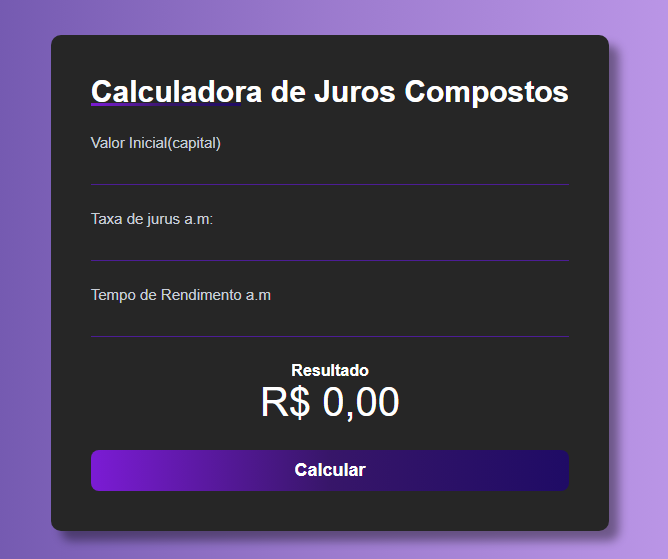 Calculadora de Juros Compostos
Valor Inicial(capital)
Taxa de jurus a.m:
Tempo de Rendimento a.m
Resultado
R$ 0,00
Calcular